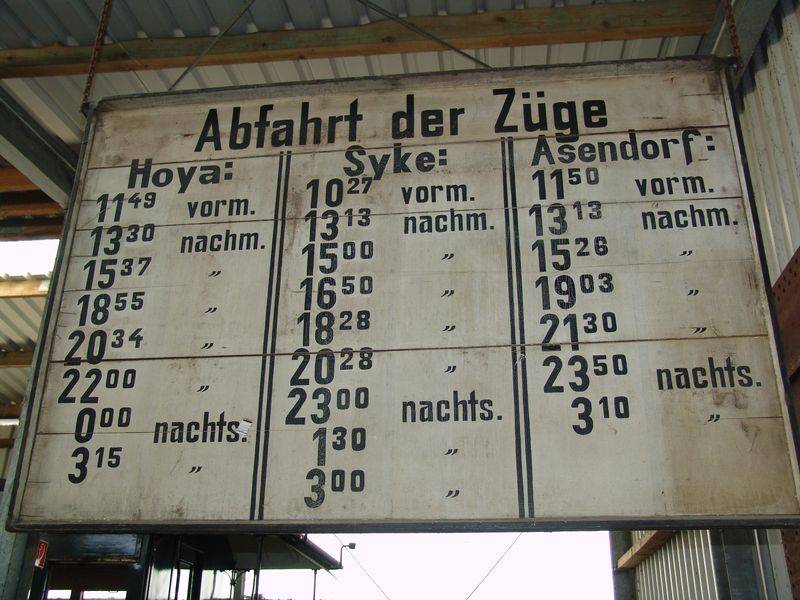 Abfahrt der Züge
Hoya:
11 49 vorm.
13 30 nachm.
15 37 „
18 55 „
20 34 „
22 00 „
0 00 nachts.
3 15 „
Syke:
10 27 vorm.
13 13 nachm.
15 00 „
16 50 „
18 28 „
20 28 „
23 00 nachts.
1 30 „
3 00 „
Asendorf:
11 50 vorm.
13 13 nachm.
15 26 „
19 03 „
21 30 „
23 50 nachts.
3 10 „